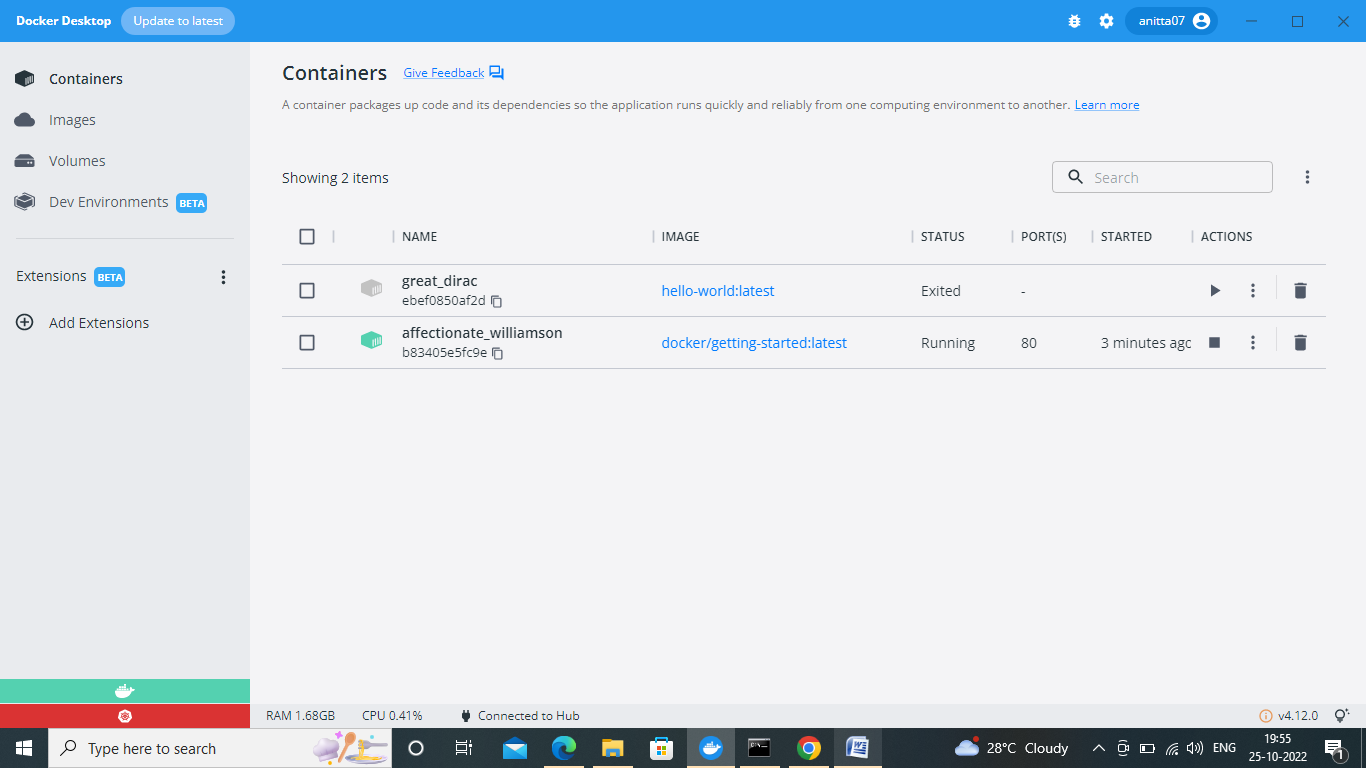 Docker Desktop Update to latest anitta07
Containers
Images
Volumes
Dev Environments BETA
Extensions BETA
Add Extensions
Containers Give Feedback
A container packages up code and its dependencies so the application runs quickly and reliably from one computing environment to another. Learn more
Showing 2 items Search
NAME IMAGE STATUS PORT(S) STARTED ACTIONS
great_dirac
ebef0850af2d hello-world:latest Exited -
affectionate_williamson
b83405e5fc9e docker/getting-started:latest Running 80 3 minutes agc
RAM 1.68GB CPU 0.41% Connected to Hub v4.12.0
Type here to search 28°C Cloudy ENG 19:55
25-10-2022 1